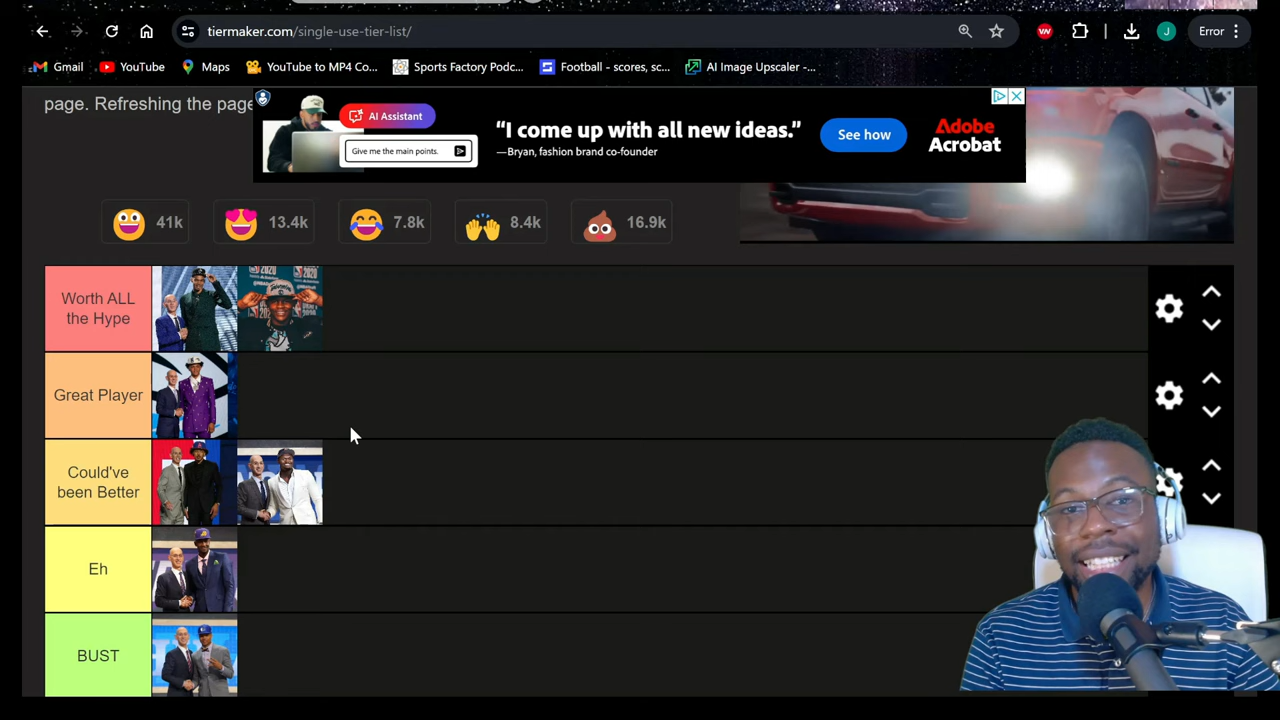 tiermaker.com/single-use-tier-list/
Error
Gmail
YouTube
Maps
YouTube to MP4 Co...
Sports Factory Podc...
Football - scores, sc...
AI Image Upscaler -...
page. Refreshing the page
AI Assistant
Give me the main points.
“I come up with all new ideas.”
—Bryan, fashion brand co-founder
See how
Adobe
Acrobat
41k
13.4k
7.8k
8.4k
16.9k
Worth ALL
the Hype
2020
Great Player
Could've
been Better
Eh
BUST
J